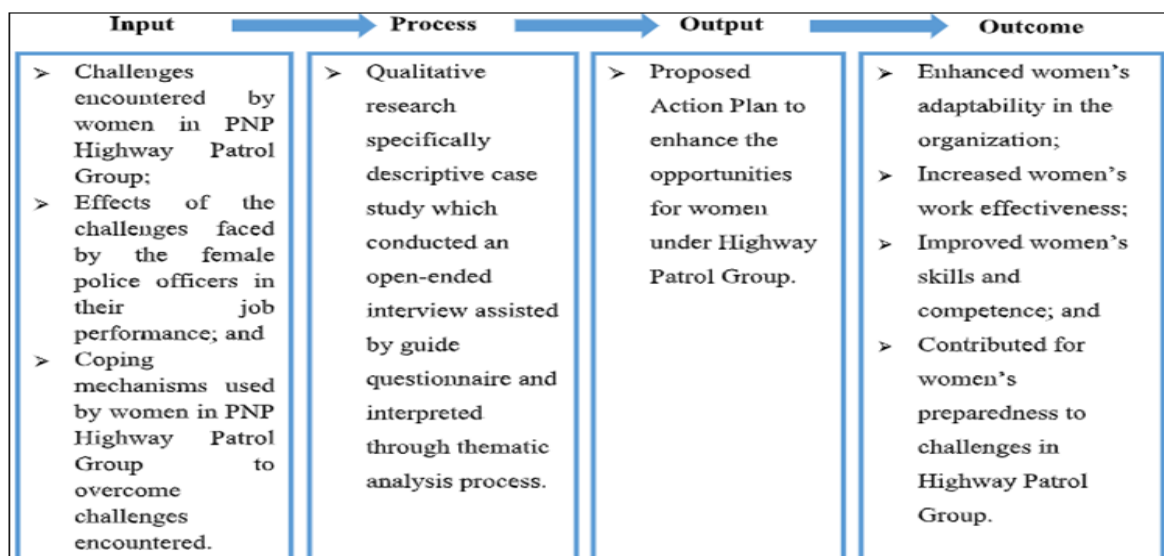 Input Process Output Outcome
➢ Challenges
encountered by
women in PNP
Highway Patrol
Group;
➢ Effects of the
challenges faced
by the female
police officers in
their job
performance; and
➢ Coping
mechanisms used
by women in PNP
Highway Patrol
Group to
overcome
challenges
encountered.
➢ Qualitative
research
specifically
descriptive case
study which
conducted an
open-ended
interview assisted
by guide
questionnaire and
interpreted
through thematic
analysis process.
➢ Proposed
Action Plan to
enhance the
opportunities
for women
under Highway
Patrol Group.
➢ Enhanced women's
adaptability in the
organization;
➢ Increased women's
work effectiveness;
➢ Improved women's
skills and
competence; and
➢ Contributed for
women's
preparedness to
challenges in
Highway Patrol
Group.